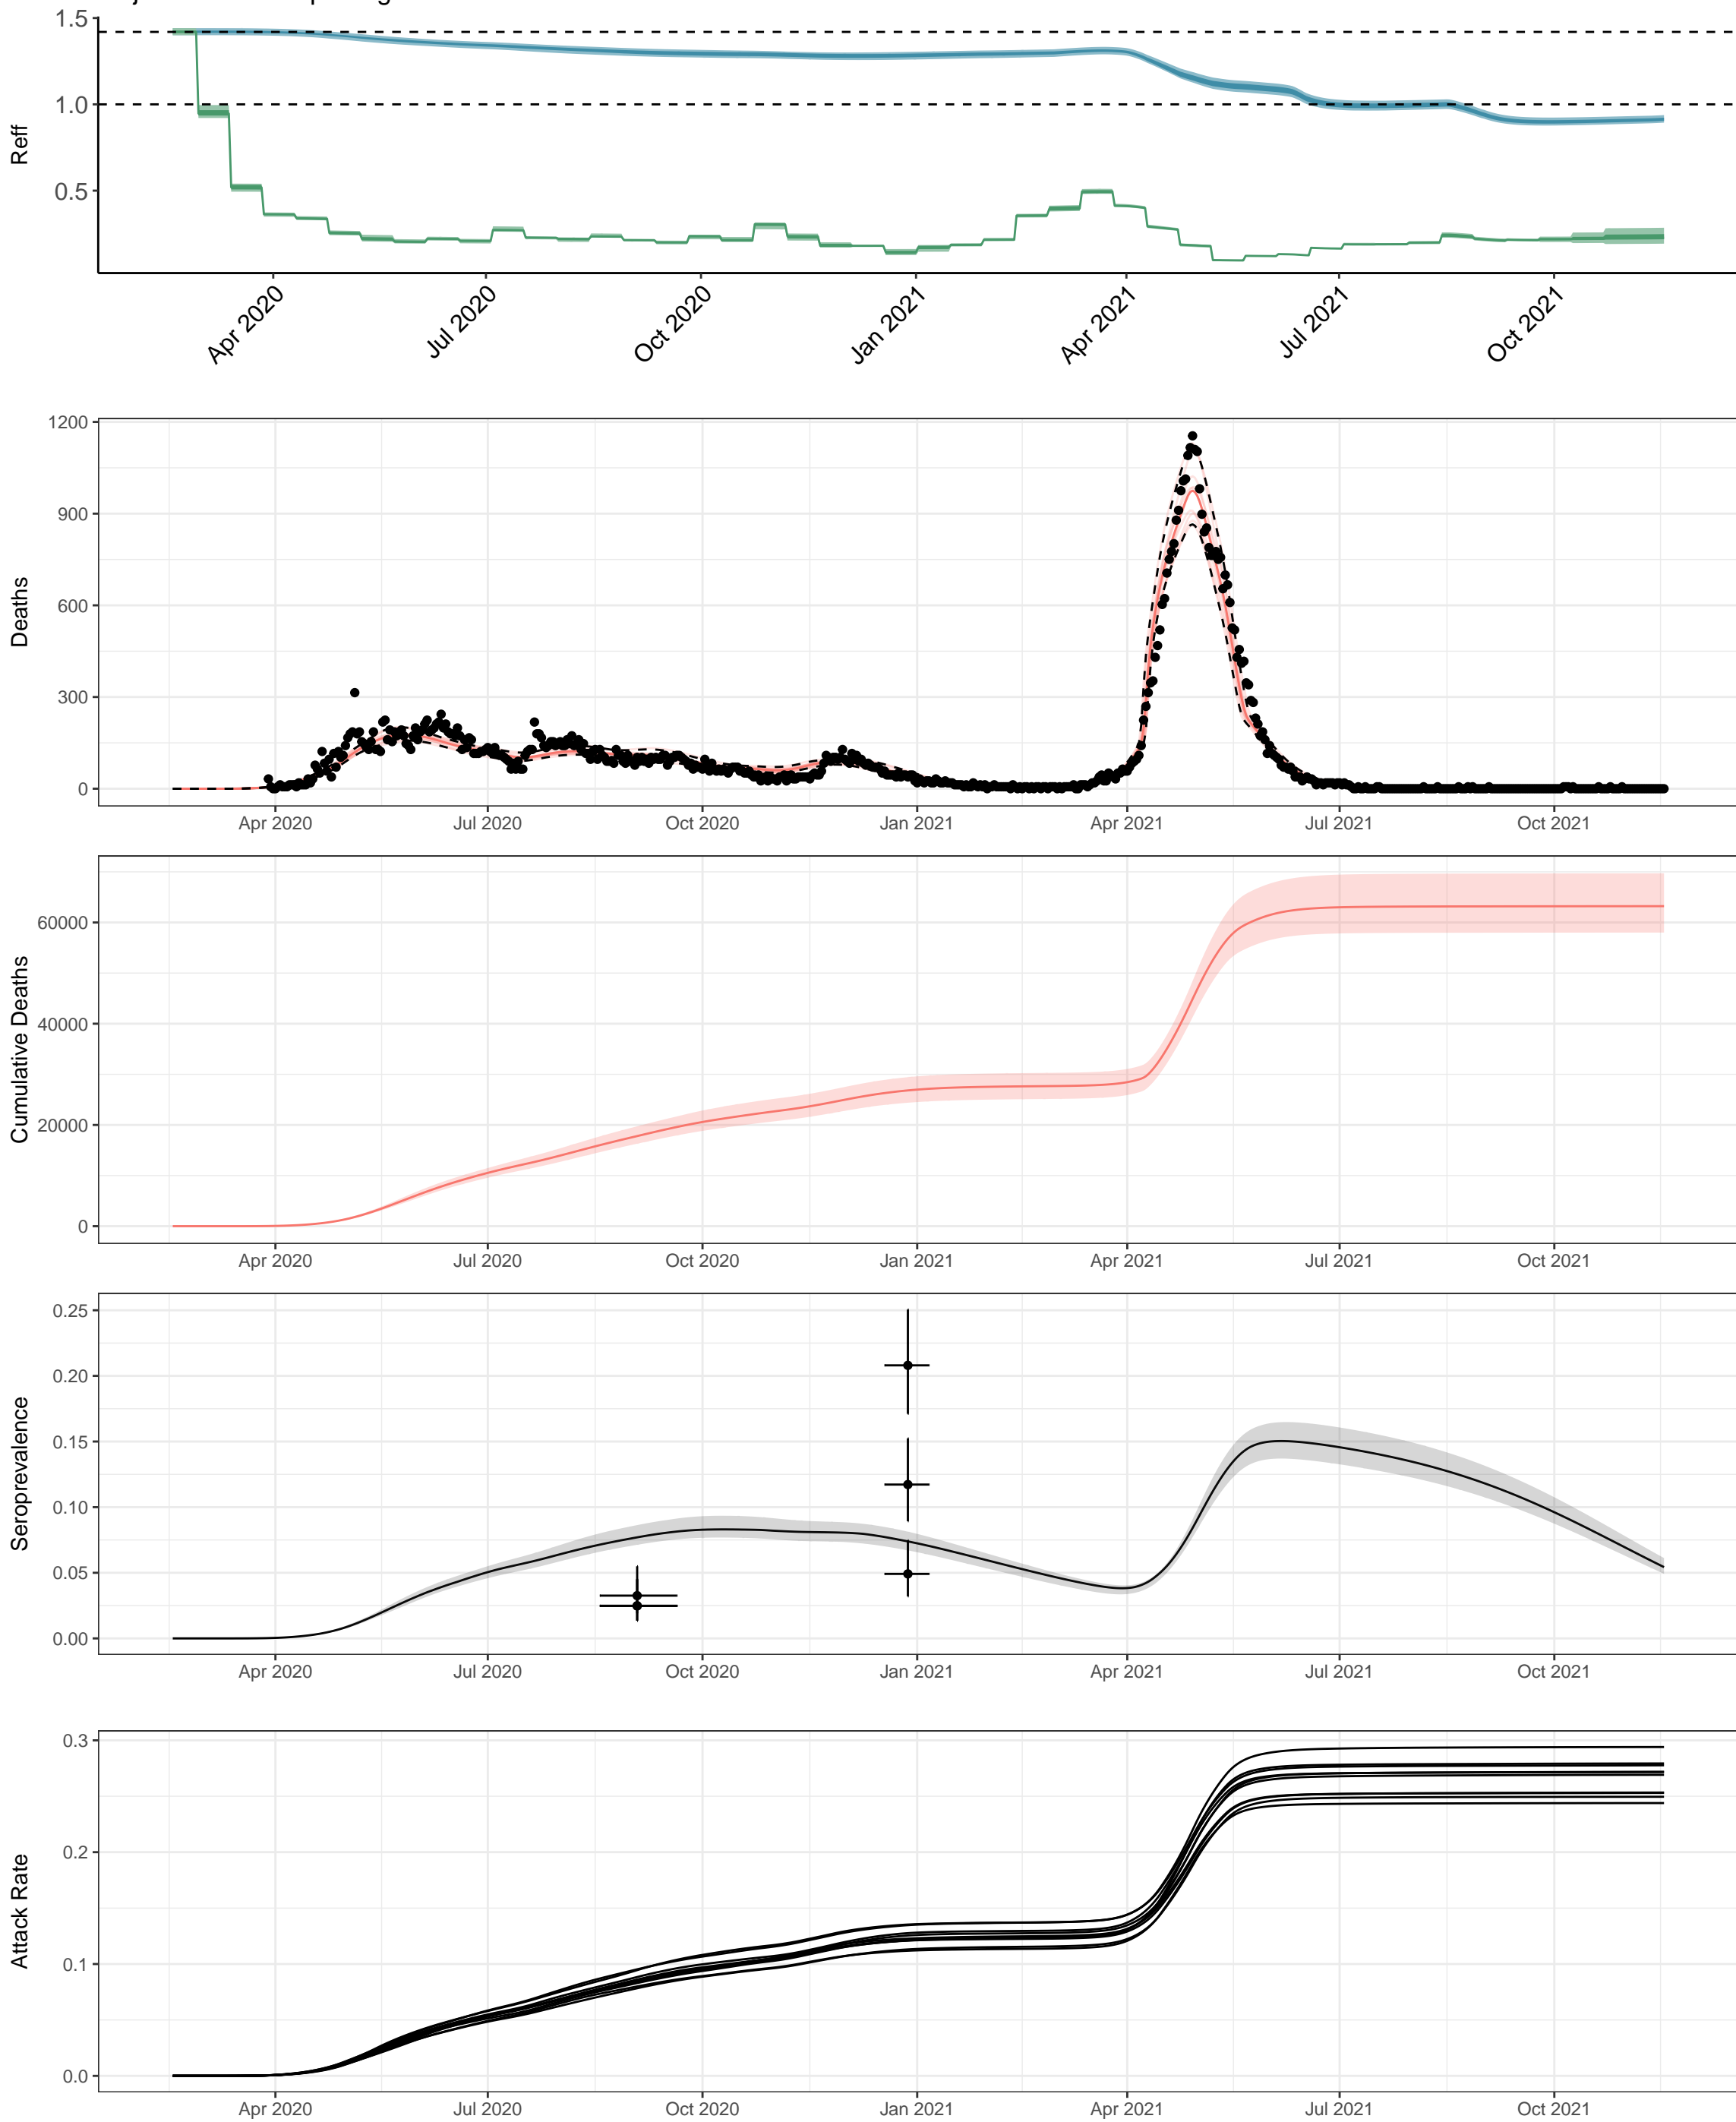 1.5
1.0
0.5
Reff
Apr 2020
Jul 2020
Oct 2020
Jan 2021
Apr 2021
Jul 2021
Oct 2021
1200
900
600
300
0
Deaths
Apr 2020
Jul 2020
Oct 2020
Jan 2021
Apr 2021
Jul 2021
Oct 2021
60000
40000
20000
0
Cumulative Deaths
Apr 2020
Jul 2020
Oct 2020
Jan 2021
Apr 2021
Jul 2021
Oct 2021
0.25
0.20
0.15
0.10
0.05
0.00
Seroprevalence
Apr 2020
Jul 2020
Oct 2020
Jan 2021
Apr 2021
Jul 2021
Oct 2021
0.3
0.2
0.1
0.0
Attack Rate
Apr 2020
Jul 2020
Oct 2020
Jan 2021
Apr 2021
Jul 2021
Oct 2021